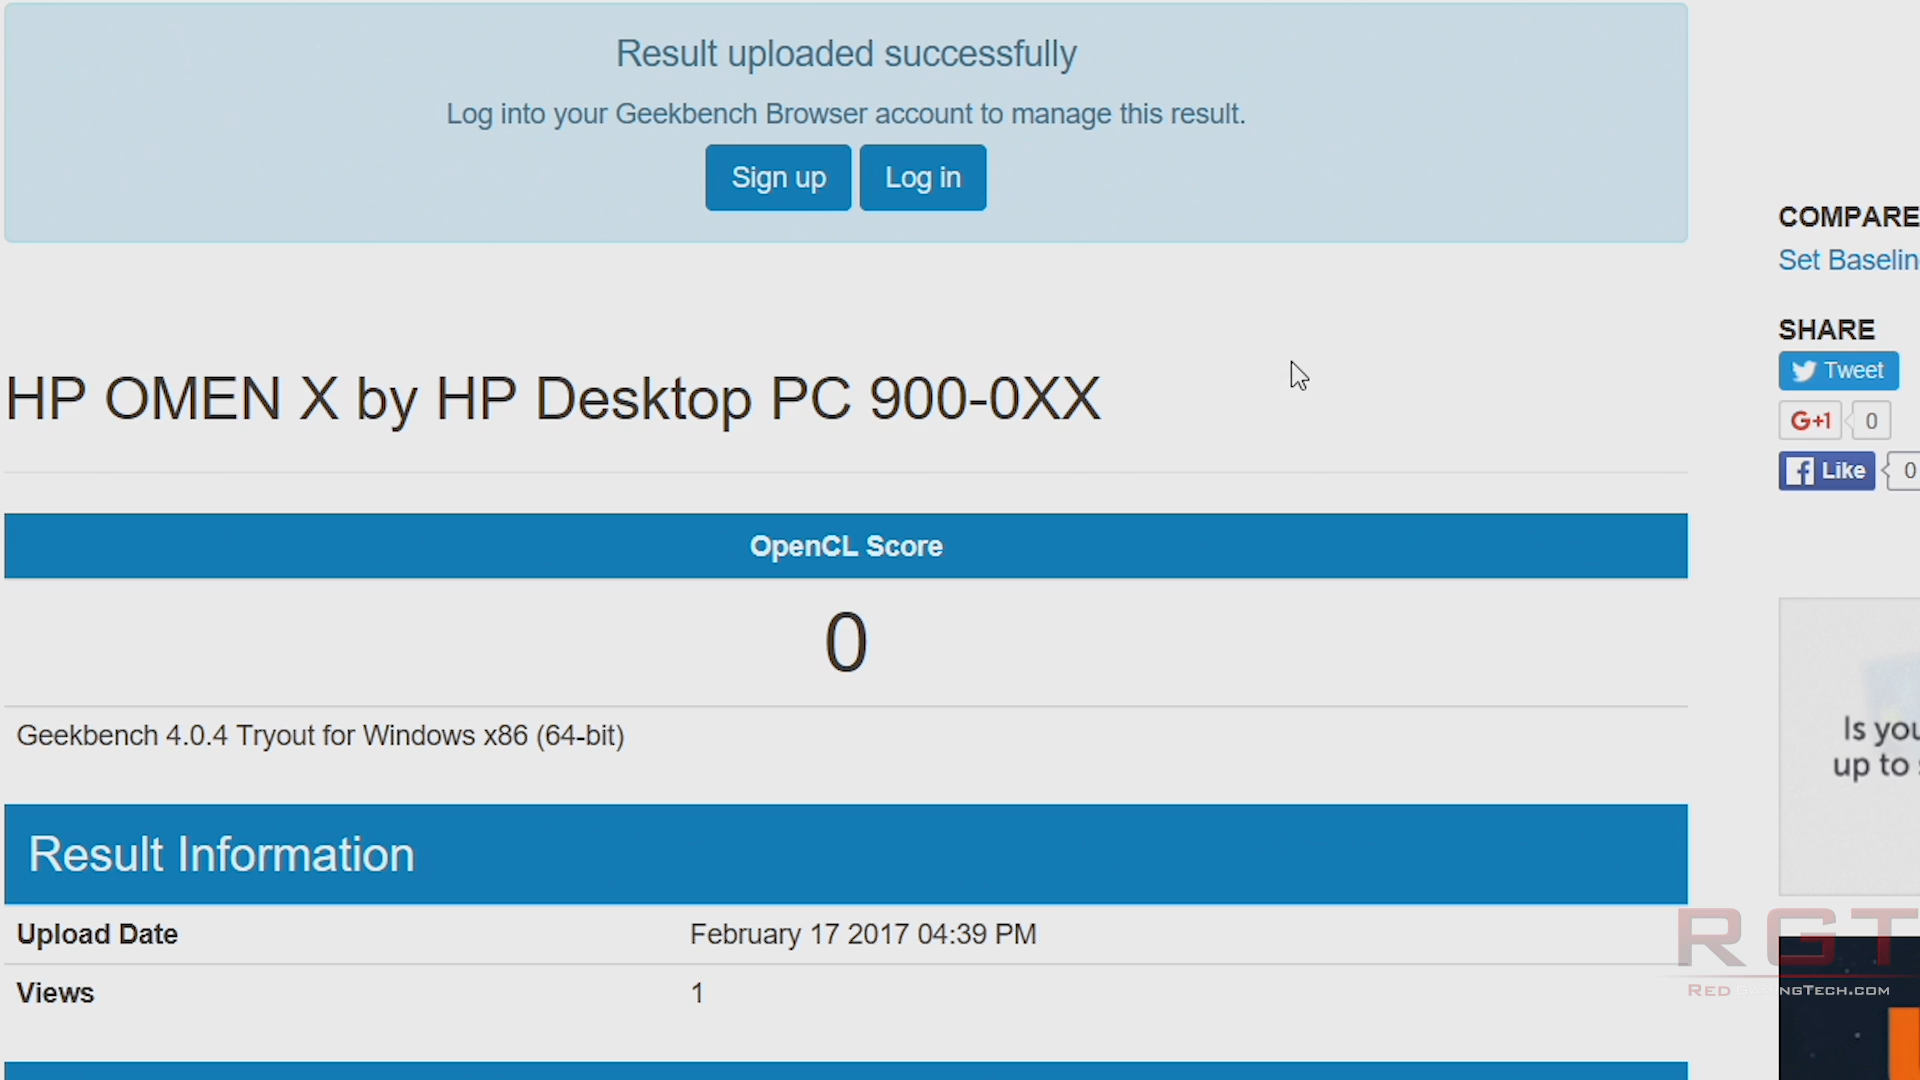 Result uploaded successfully
Log into your Geekbench Browser account to manage this result.
Sign up Log in
HP OMEN X by HP Desktop PC 900-0XX
OpenCL Score
0
Geekbench 4.0.4 Tryout for Windows x86 (64-bit)
Result Information
Upload Date February 17 2017 04:39 PM
Views 1
COMPARE
Set Baselin
SHARE
Tweet
G+1 0
Like 0
Is you
up to
RGT
RED NGTECH.COM